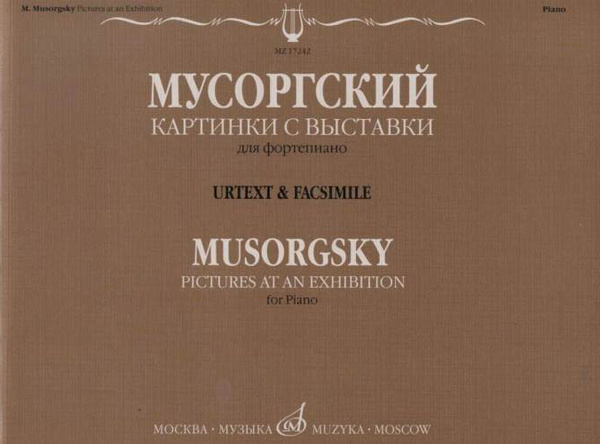 M. Musorgsky Pictures at an Exhibition
Piano
MZ 17242
МУСОРГСКИЙ
КАРТИНКИ С ВЫСТАВКИ
для фортепиано
URTEXT & FACSIMILE
MUSORGSKY
PICTURES AT AN EXHIBITION
for Piano
МОСКВА · МУЗЫКА MUZYKA · MOSCOW